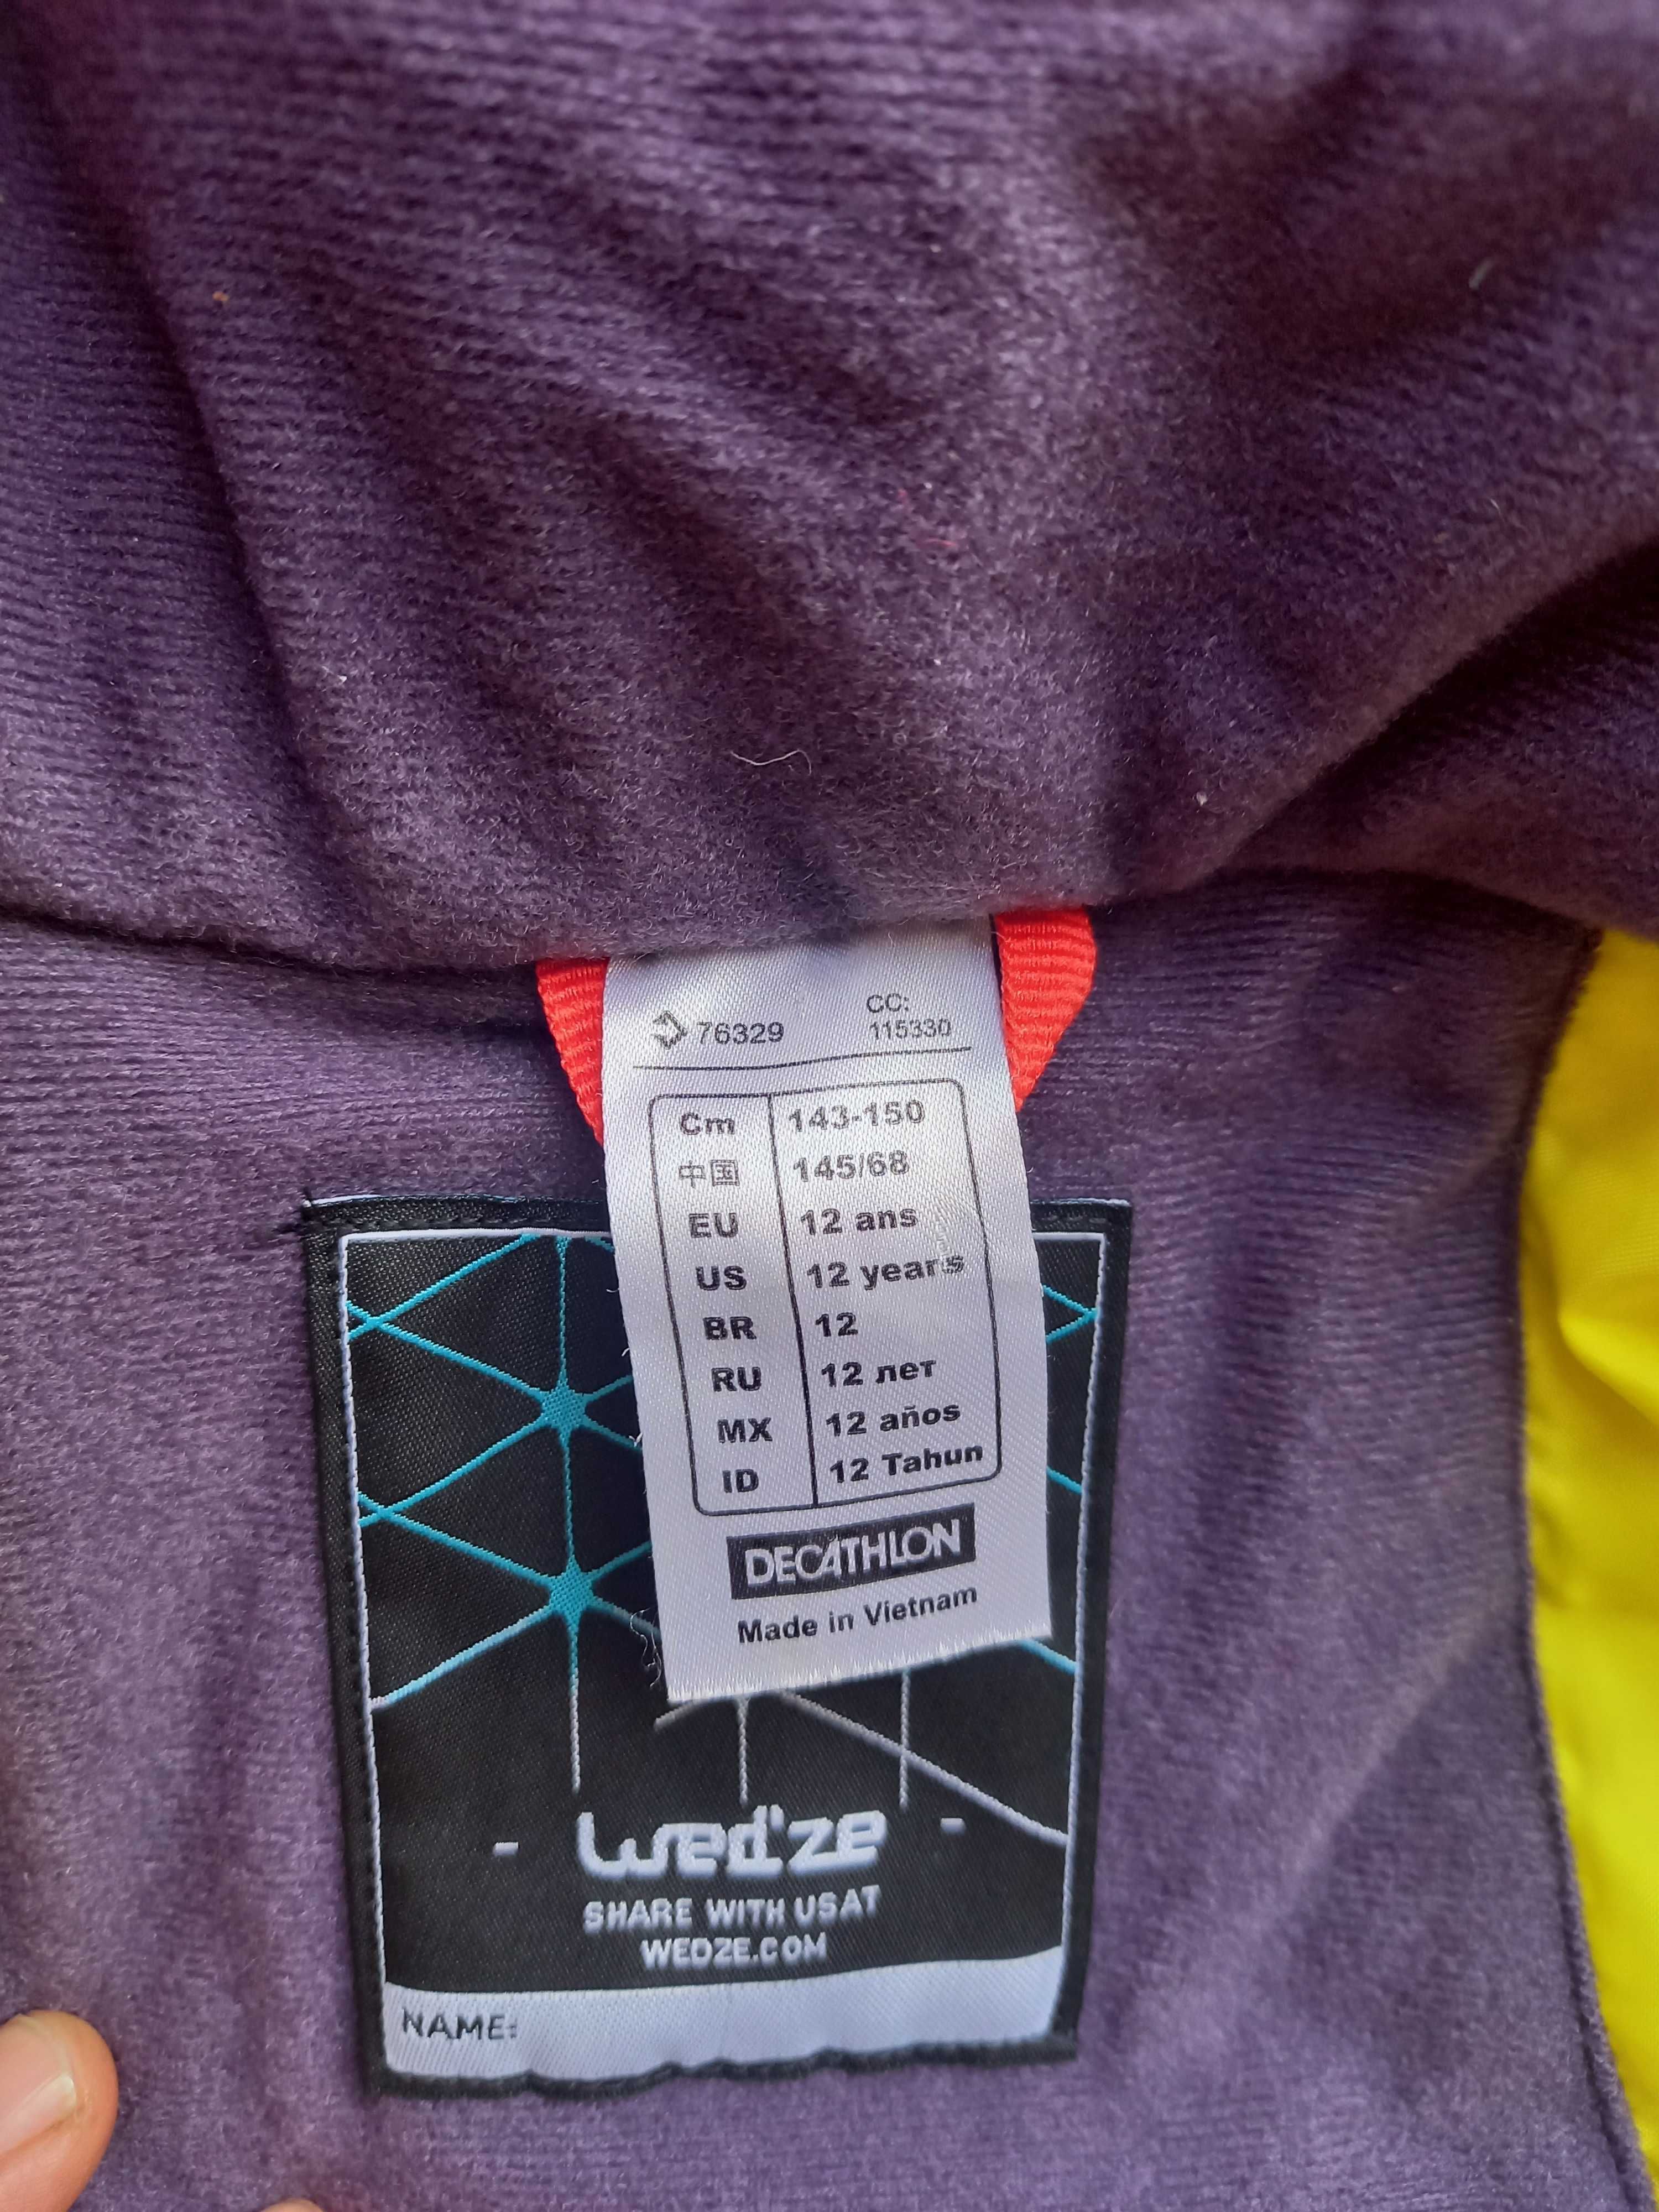 76329
CC:
115330
Cm 143-150
中国 145/68
EU 12 ans
US 12 years
BR 12
RU 12 лет
MX 12 años
ID 12 Tahun
DECATHLON
Made in Vietnam
- wed'ze -
SHARE WITH US AT
WEDZE.COM
NAME: